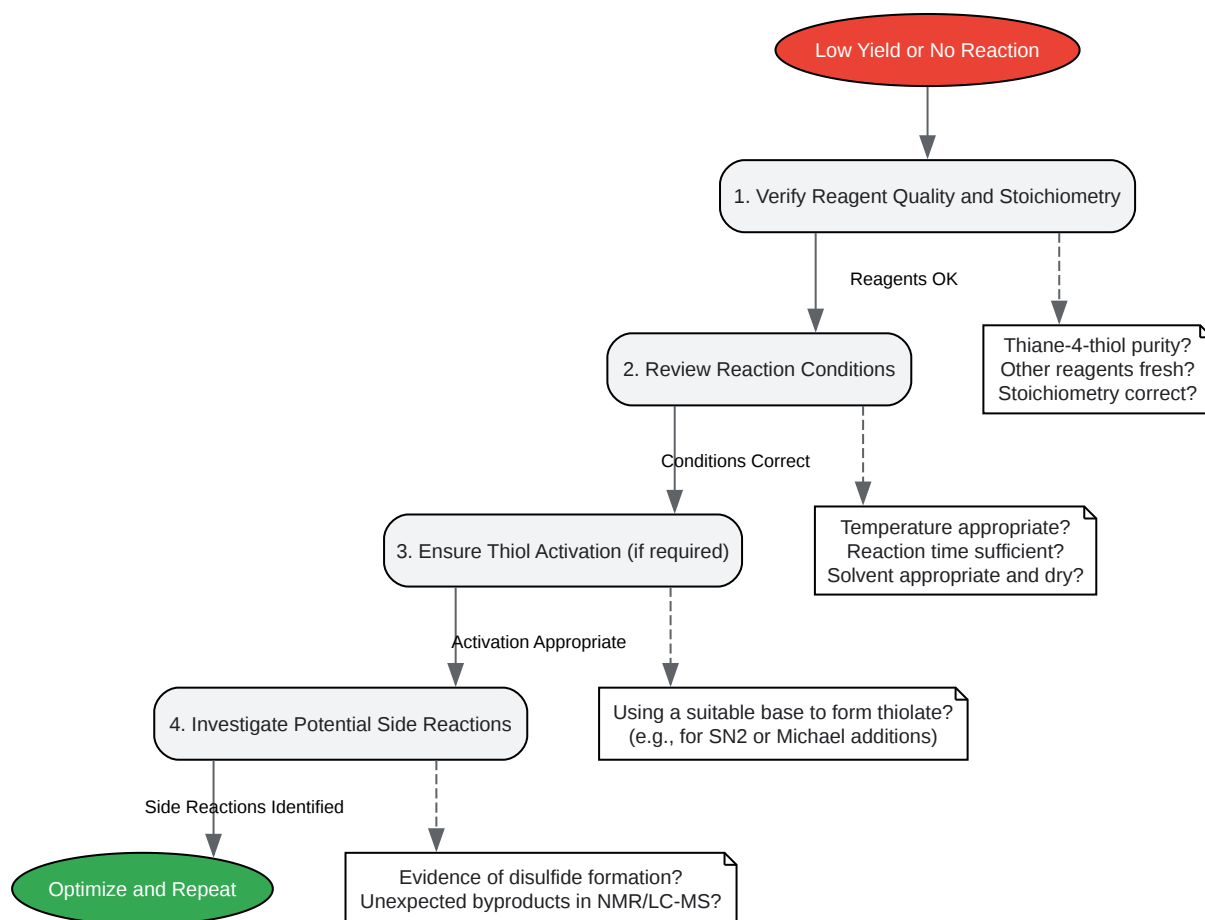 Low Yield or No Reaction
1. Verify Reagent Quality and Stoichiometry
Reagents OK
Thiane-4-thiol purity?
Other reagents fresh?
Stoichiometry correct?
2. Review Reaction Conditions
Conditions Correct
Temperature appropriate?
Reaction time sufficient?
Solvent appropriate and dry?
3. Ensure Thiol Activation (if required)
Activation Appropriate
Using a suitable base to form thiolate?
(e.g., for SN2 or Michael additions)
4. Investigate Potential Side Reactions
Side Reactions Identified
Evidence of disulfide formation?
Unexpected byproducts in NMR/LC-MS?
Optimize and Repeat